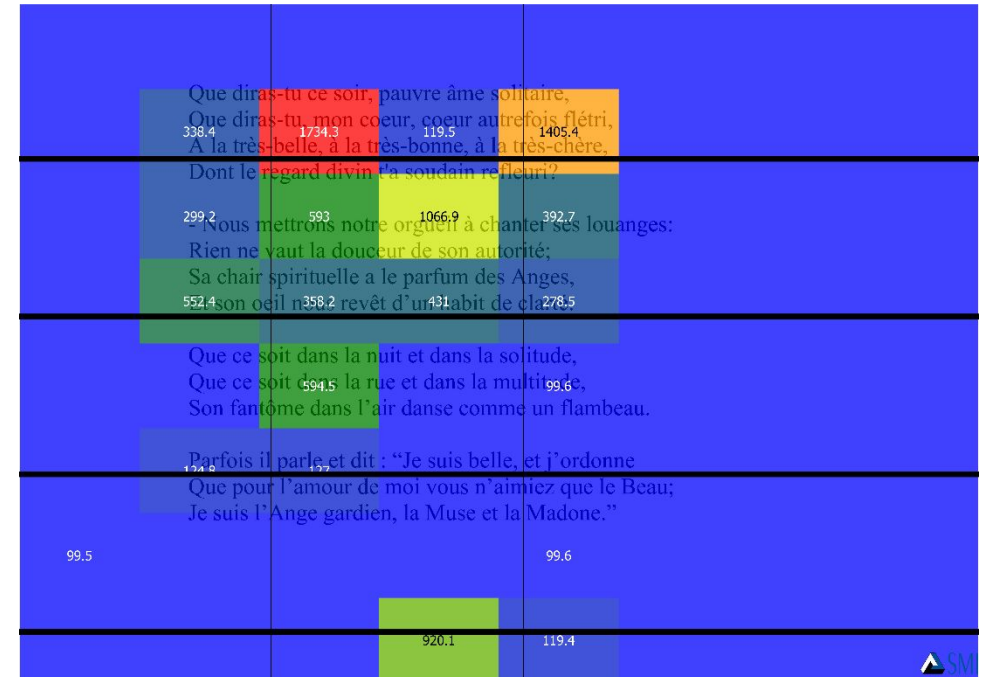 Que diras-tu ce soir, pauvre âme solitaire,
Que diras-tu, mon coeur, coeur autrefois flétri,
338.4 1734.3 119.5 1405.4
A la très-belle, à la très-bonne, à la très-chère,
Dont le regard divin t'a soudain refleuri?
299.2 593 1066.9 392.7
- Nous mettrons notre orgueil à chanter ses louanges:
Rien ne vaut la douceur de son autorité;
Sa chair spirituelle a le parfum des Anges,
552.4 358.2 431 278.5
Et son oeil nous revêt d'un habit de clarté.
Que ce soit dans la nuit et dans la solitude,
Que ce soit dans la rue et dans la multitude,
594.5 99.6
Son fantôme dans l'air danse comme un flambeau.
Parfois il parle et dit : “Je suis belle, et j'ordonne
124.8 127
Que pour l'amour de moi vous n'aimiez que le Beau;
Je suis l'Ange gardien, la Muse et la Madone.”
99.5 99.6
920.1 119.4
SMI